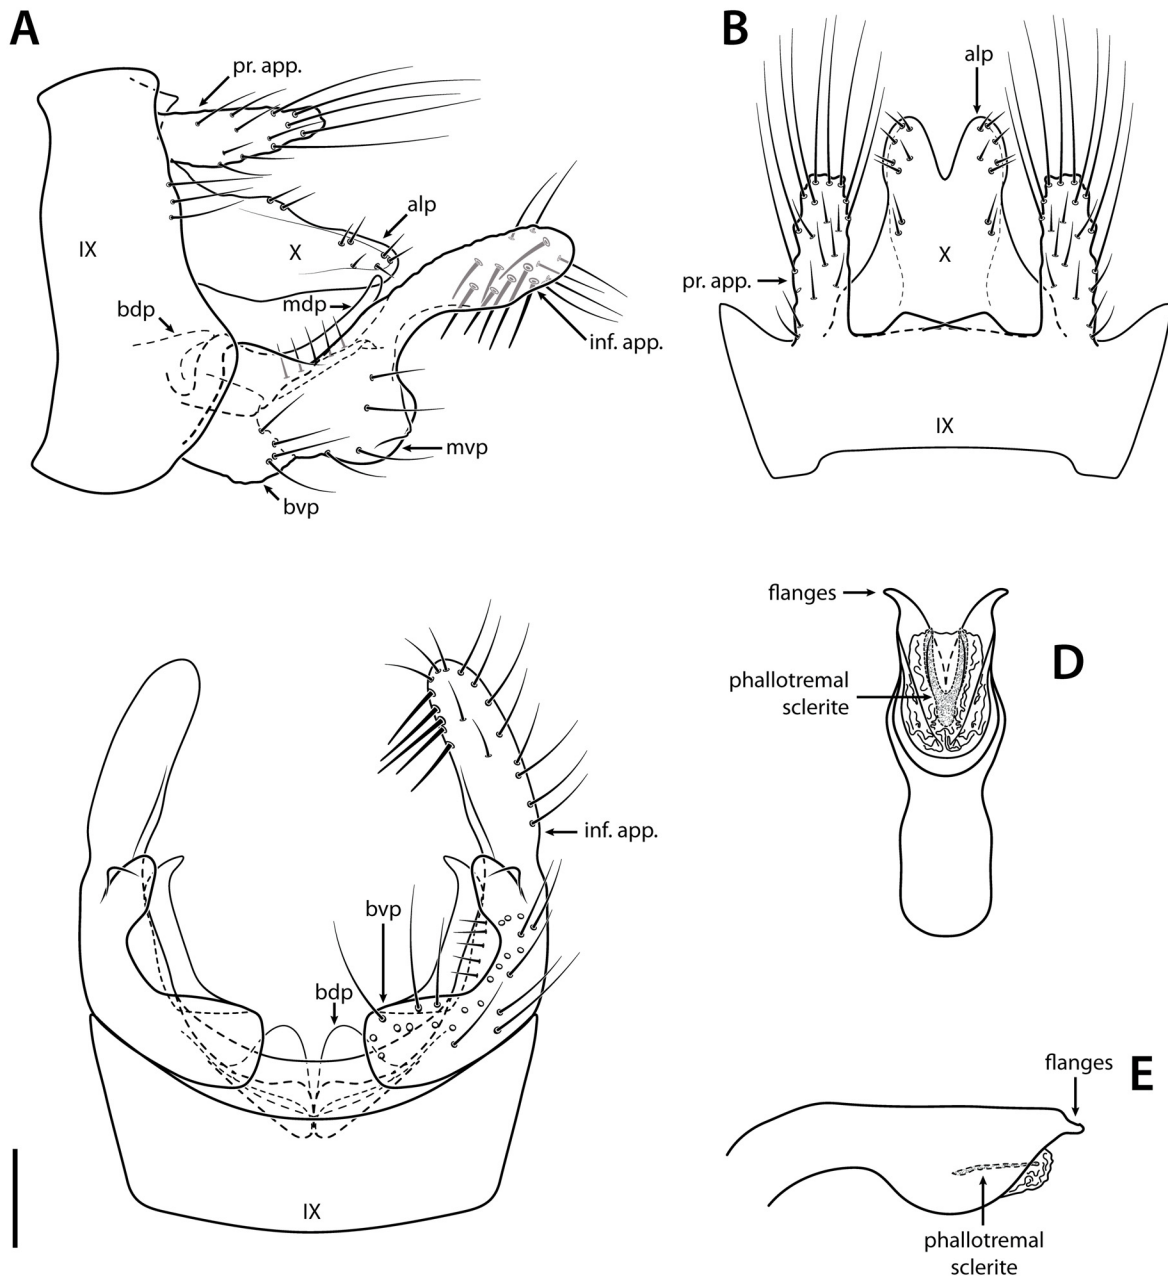 A
pr. app.
IX
X
alp
bdp
mdp
inf. app.
mvp
bvp
B
alp
X
pr. app.
IX
inf. app.
bvp
bdp
IX
flanges
D
phallotremal
sclerite
flanges
E
phallotremal
sclerite